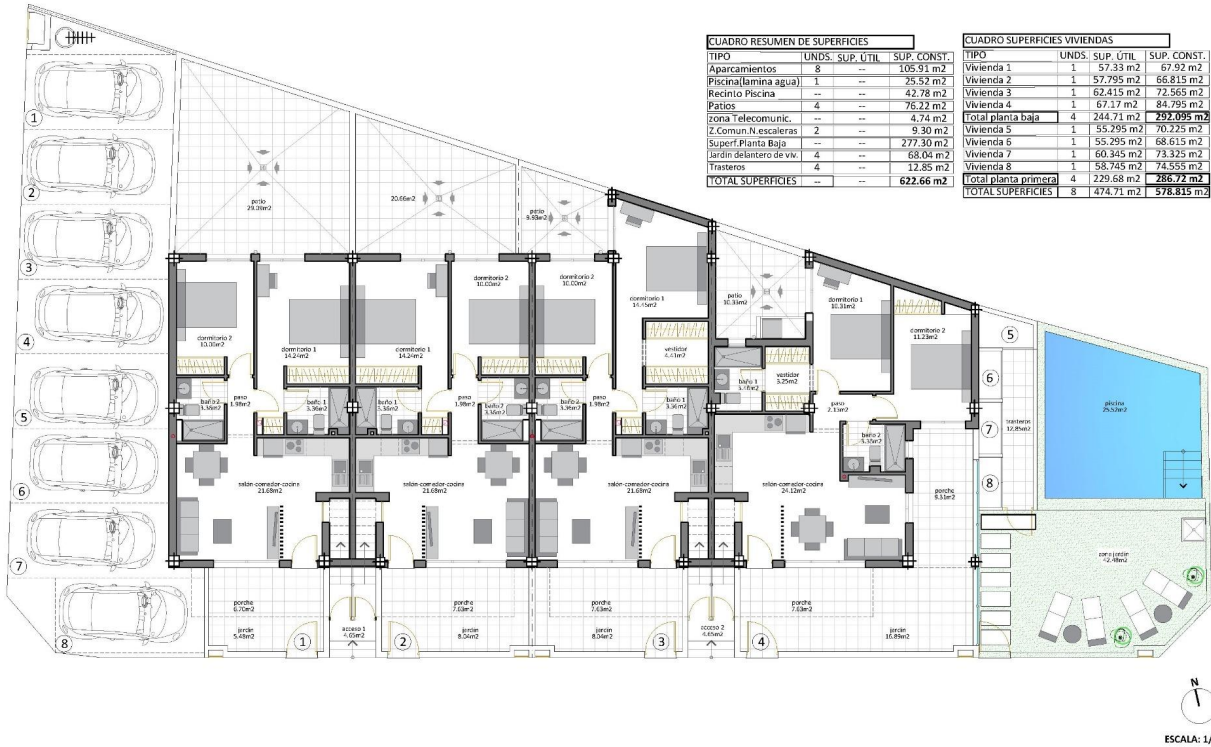 CUADRO RESUMEN DE SUPERFICIES
TIPO UNDS. SUP. ÚTIL SUP. CONST.
Aparcamientos 8 -- 105.91 m2
Piscina(lamina agua) 1 -- 25.52 m2
Recinto Piscina -- -- 42.78 m2
Patios 4 -- 76.22 m2
zona Telecomunic. -- -- 4.74 m2
Z.Comun.N.escaleras 2 -- 9.30 m2
Superf.Planta Baja -- -- 277.30 m2
Jardin delantero de viv. 4 -- 68.04 m2
Trasteros 4 -- 12.85 m2
TOTAL SUPERFICIES -- -- 622.66 m2
CUADRO SUPERFICIES VIVIENDAS
TIPO UNDS. SUP. ÚTIL SUP. CONST.
Vivienda 1 1 57.33 m2 67.92 m2
Vivienda 2 1 57.795 m2 66.815 m2
Vivienda 3 1 62.415 m2 72.565 m2
Vivienda 4 1 67.17 m2 84.795 m2
Total planta baja 4 244.71 m2 292.095 m2
Vivienda 5 1 55.295 m2 70.225 m2
Vivienda 6 1 55.295 m2 68.615 m2
Vivienda 7 1 60.345 m2 73.325 m2
Vivienda 8 1 58.745 m2 74.555 m2
Total planta primera 4 229.68 m2 286.72 m2
TOTAL SUPERFICIES 8 474.71 m2 578.815 m2
1
2
3
4
5
6
7
8
patio
29.08m2
20.66m2
patio
patio
10.33m2
dormitorio 2
10.00m2
dormitorio 1
14.24m2
dormitorio 1
14.24m2
dormitorio 2
10.00m2
dormitorio 2
10.00m2
dormitorio 1
14.45m2
vestidor
4.41m2
dormitorio 1
10.31m2
dormitorio 2
11.23m2
vestidor
3.25m2
baño 1
baño 2
3.36m2
paso
1.98m2
baño 1
3.36m2
baño 1
3.36m2
paso
1.98m2
baño 2
3.36m2
baño 2
3.36m2
paso
1.98m2
baño 1
3.36m2
paso
2.13m2
baño 2
3.36m2
salón-comedor-cocina
21.68m2
salón-comedor-cocina
21.68m2
salón-comedor-cocina
21.68m2
salón-comedor-cocina
24.12m2
porche
9.31m2
5
6
7
8
trasteros
12.85m2
piscina
25.52m2
zona jardin
42.48m2
porche
6.70m2
jardin
5.48m2
1
acceso 1
4.65m2
2
porche
7.63m2
jardin
8.04m2
porche
7.63m2
jardin
8.04m2
3
acceso 2
4.65m2
4
porche
7.63m2
jardin
16.89m2
N
ESCALA: 1/